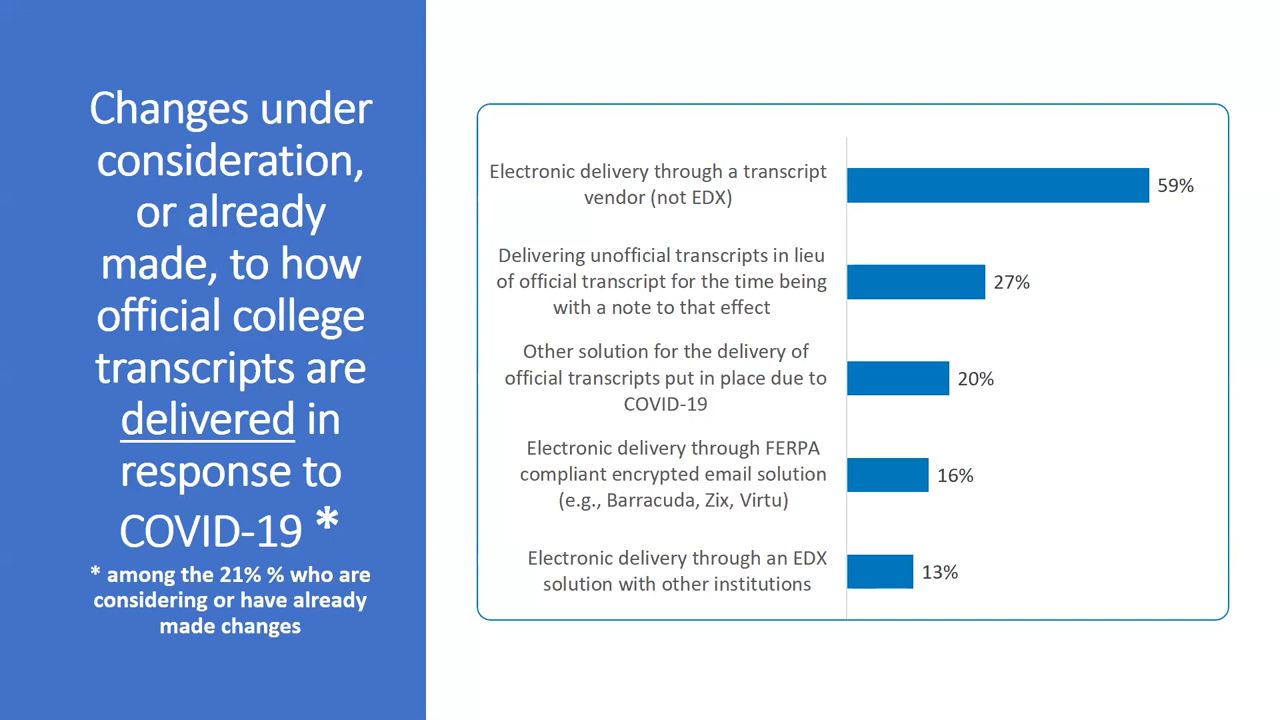 Changes under
consideration,
or already
made, to how
official college
transcripts are
delivered in
response to
COVID-19 *
* among the 21% % who are
considering or have already
made changes
Electronic delivery through a transcript
vendor (not EDX)
59%
Delivering unofficial transcripts in lieu
of official transcript for the time being
with a note to that effect
27%
Other solution for the delivery of
official transcripts put in place due to
COVID-19
20%
Electronic delivery through FERPA
compliant encrypted email solution
(e.g., Barracuda, Zix, Virtu)
16%
Electronic delivery through an EDX
solution with other institutions
13%